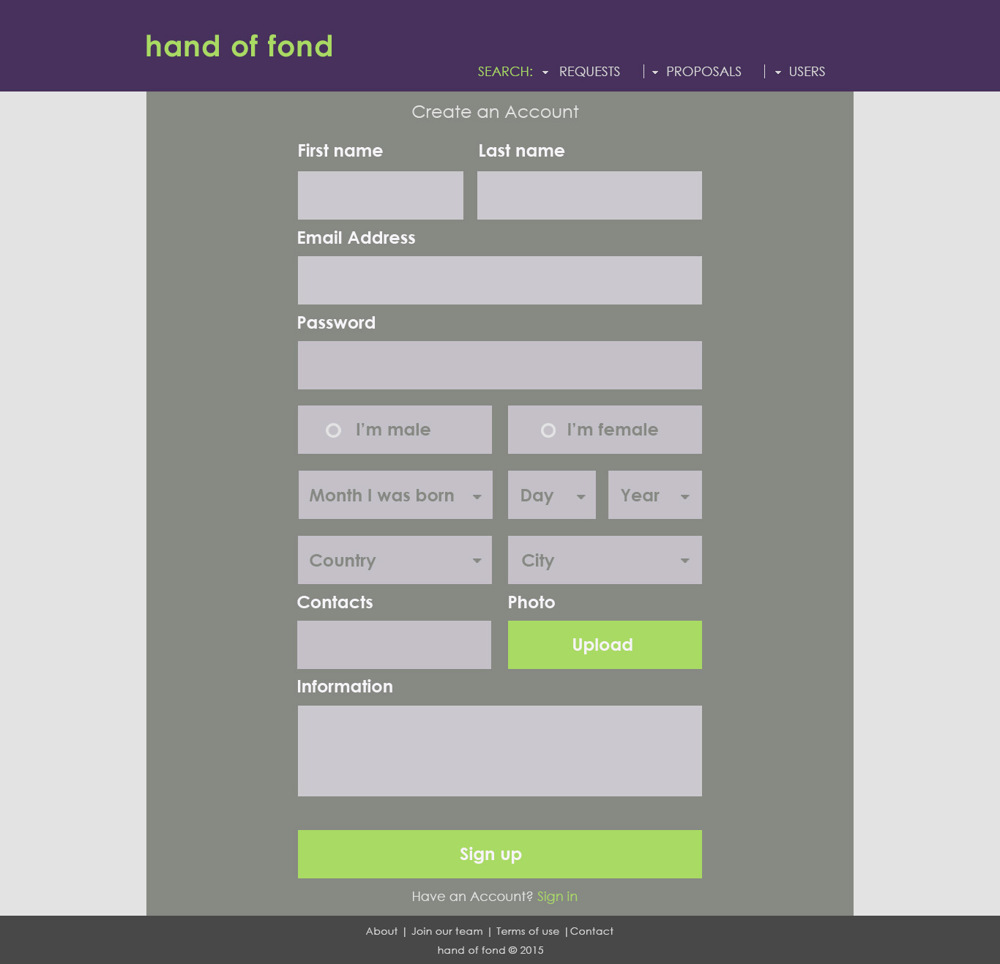 hand of fond
SEARCH: REQUESTS | PROPOSALS | USERS
Create an Account
First name Last name
Email Address
Password
I'm male I'm female
Month I was born Day Year
Country City
Contacts Photo
Upload
Information
Sign up
Have an Account? Sign in
About | Join our team | Terms of use |Contact
hand of fond © 2015